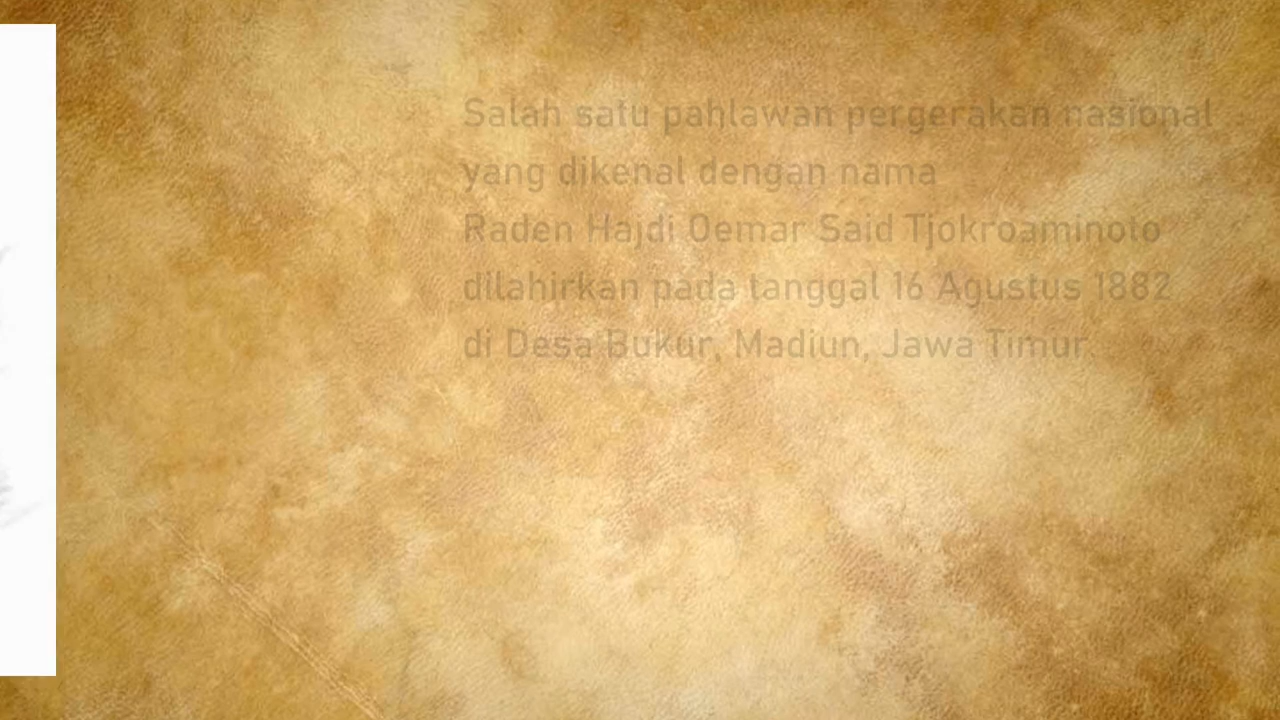 Salah satu pahlawan pergerakan nasional
yang dikenal dengan nama
Raden Hajdi Oemar Said Tjokroaminoto
dilahirkan pada tanggal 16 Agustus 1882
di Desa Bukur, Madiun, Jawa Timur.